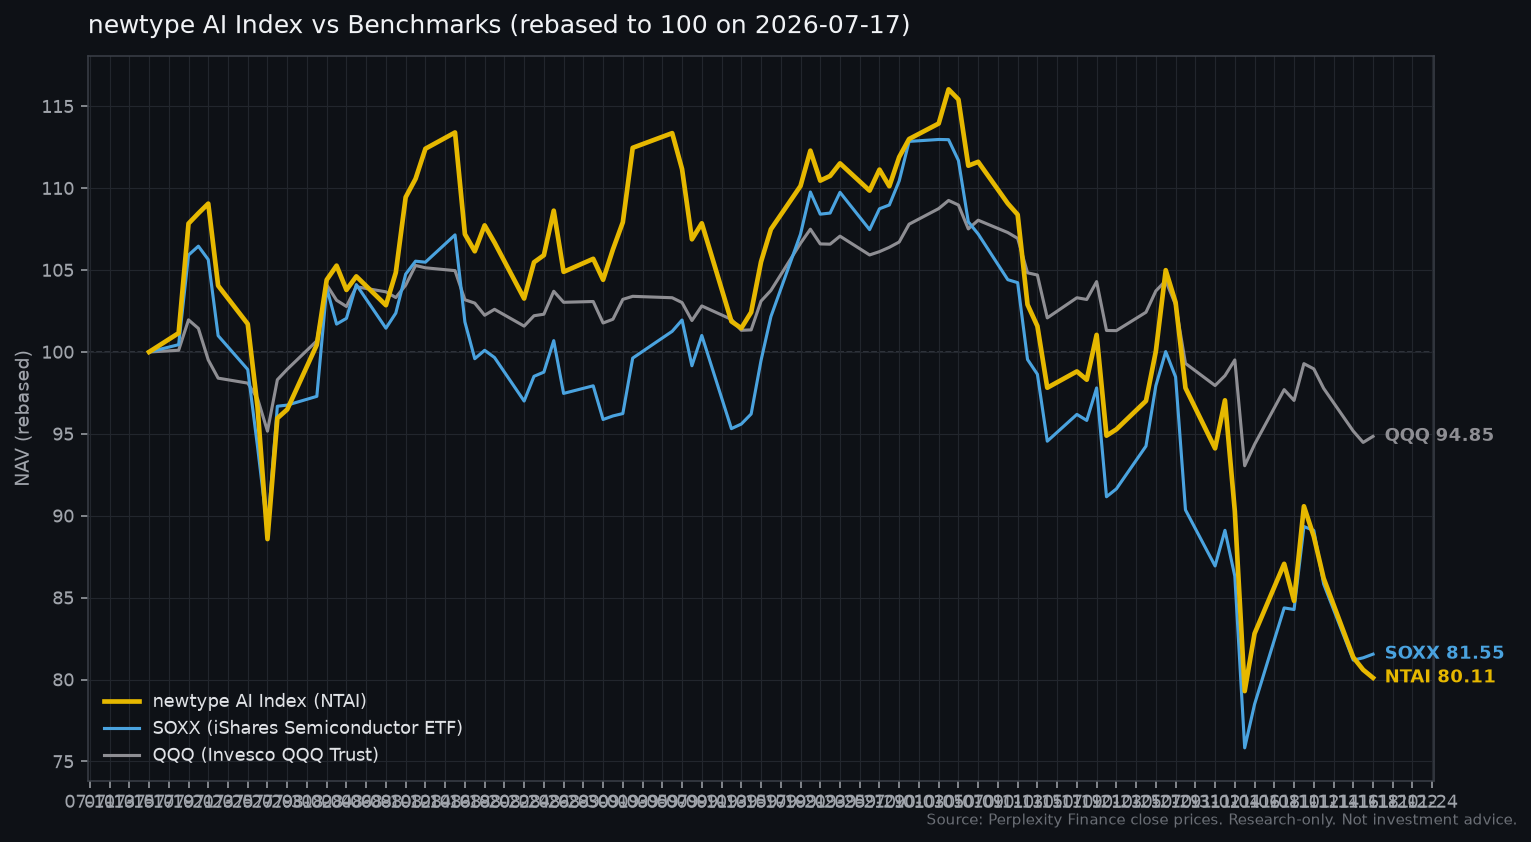 newtype AI Index vs Benchmarks (rebased to 100 on 2026-07-17)
NAV (rebased)
115
110
105
100
95
90
85
80
75
QQQ 94.85
SOXX 81.55
NTAI 80.11
newtype AI Index (NTAI)
SOXX (iShares Semiconductor ETF)
QQQ (Invesco QQQ Trust)
Source: Perplexity Finance close prices. Research-only. Not investment advice.